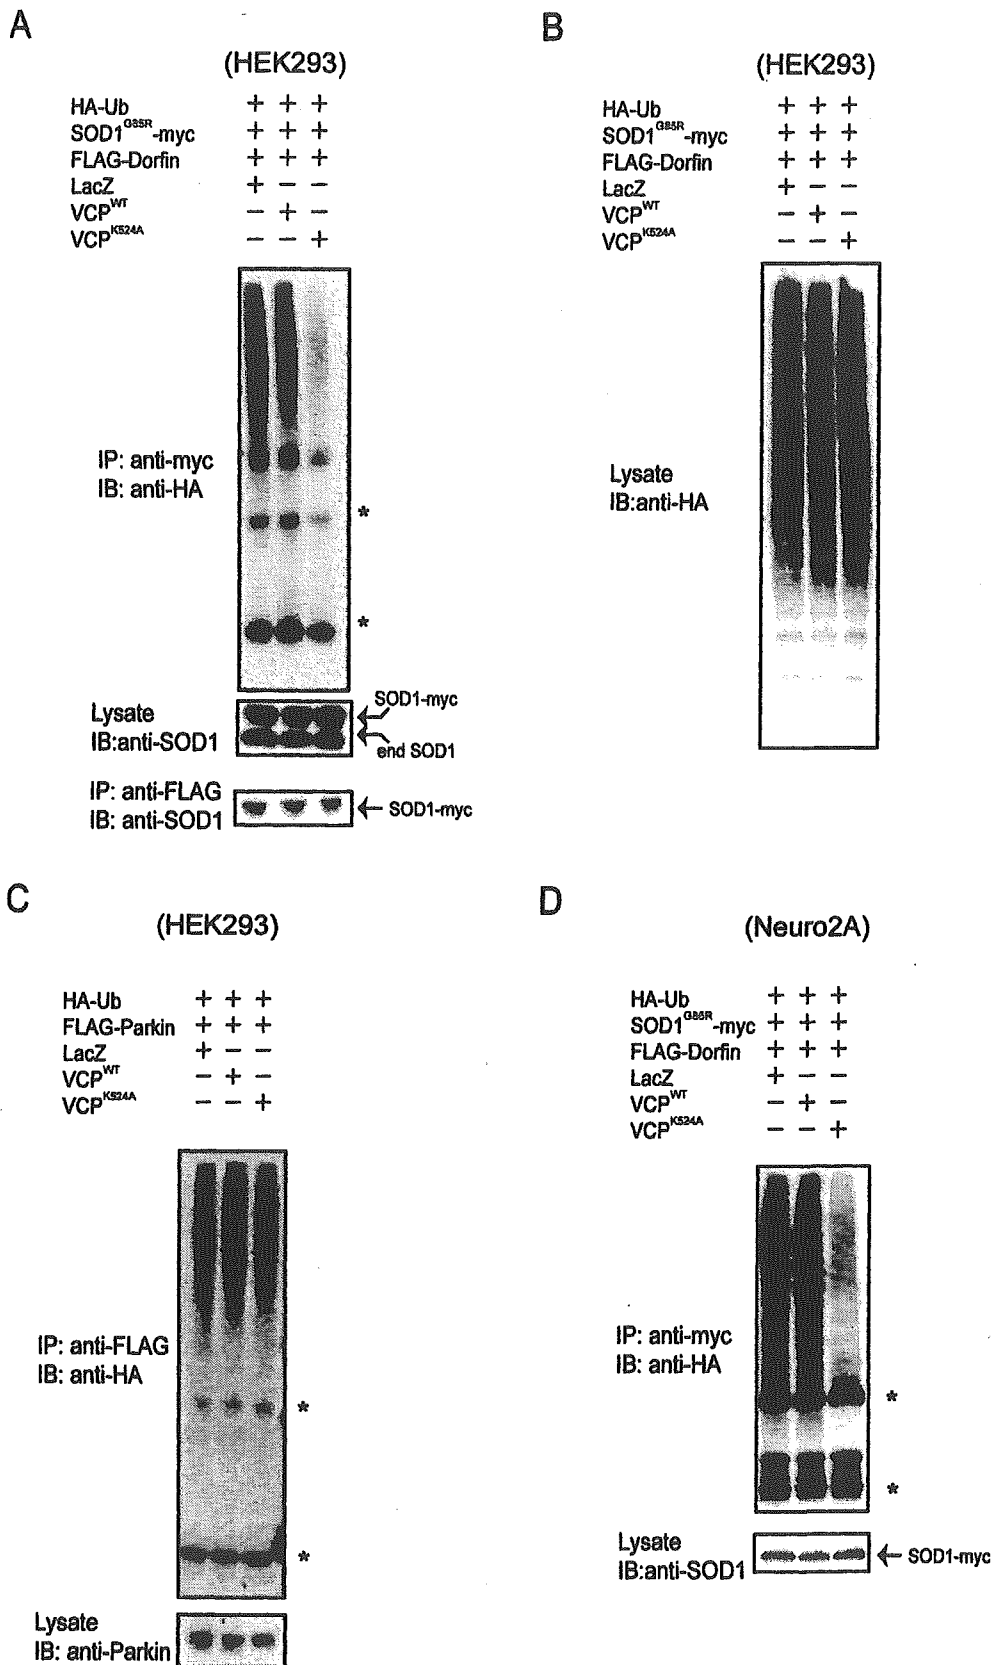 A
(HEK293)
HA-Ub + + +
SOD1G85R-myc + + +
FLAG-Dorfin + + +
LacZ + − −
VCPWT − + −
VCPK524A − − +
IP: anti-myc
IB: anti-HA
*
*
Lysate
IB:anti-SOD1
SOD1-myc
end SOD1
IP: anti-FLAG
IB: anti-SOD1
SOD1-myc
B
(HEK293)
HA-Ub + + +
SOD1G85R-myc + + +
FLAG-Dorfin + + +
LacZ + − −
VCPWT − + −
VCPK524A − − +
Lysate
IB:anti-HA
C
(HEK293)
HA-Ub + + +
FLAG-Parkin + + +
LacZ + − −
VCPWT − + −
VCPK524A − − +
IP: anti-FLAG
IB: anti-HA
*
*
Lysate
IB: anti-Parkin
D
(Neuro2A)
HA-Ub + + +
SOD1G85R-myc + + +
FLAG-Dorfin + + +
LacZ + − −
VCPWT − + −
VCPK524A − − +
IP: anti-myc
IB: anti-HA
*
*
Lysate
IB:anti-SOD1
SOD1-myc